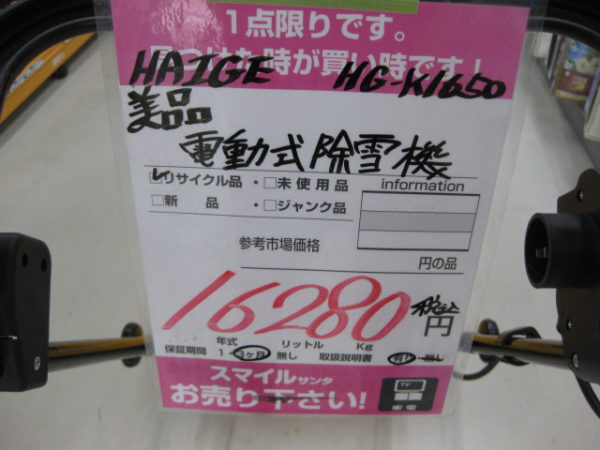 1点限りです。
見つけた時が買い時です！
HAIGE HG-K1650
美品
電動式除雪機
☑リサイクル品 ・□未使用品 information
□新 品 ・□ジャンク品
参考市場価格
円の品
16280 税込
円
年式 リットル Kg
保証期間 1・3ヶ月 無し 取扱説明書 有り・無し
スマイルサンタ
お売り下さい!
TV
家電